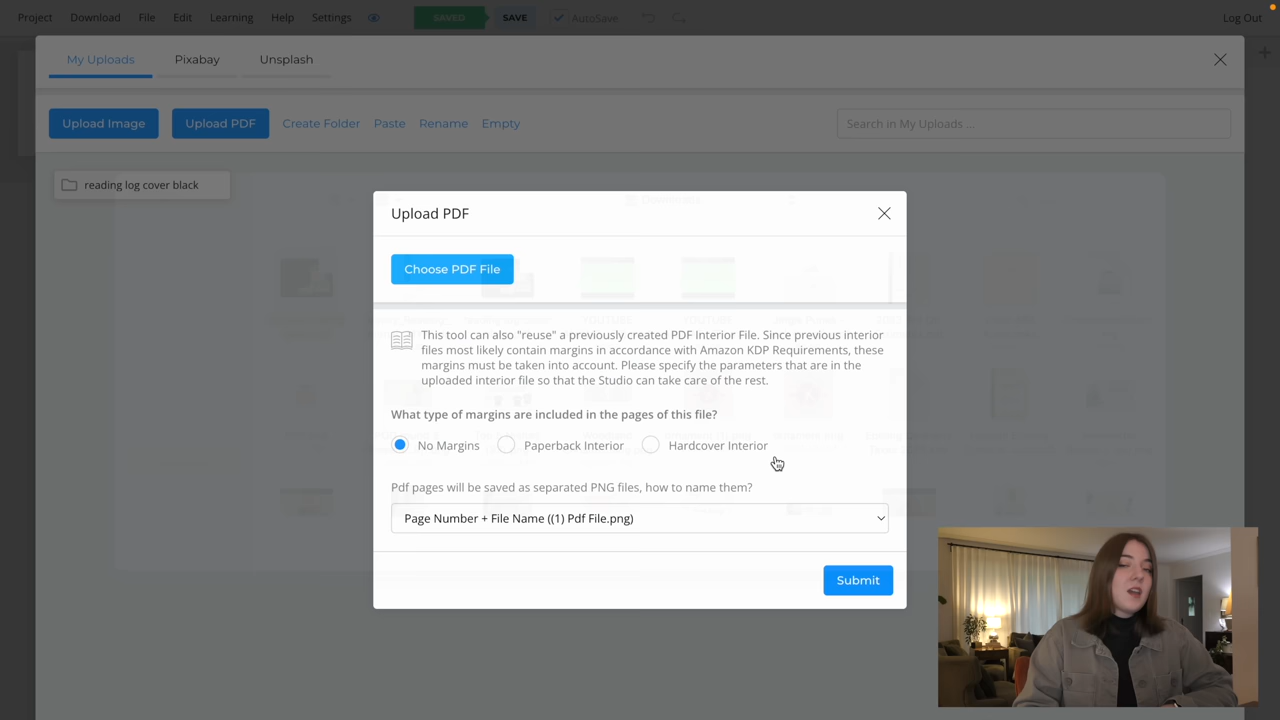 Project Download File Edit Learning Help Settings SAVED SAVE AutoSave Log Out
My Uploads Pixabay Unsplash
Upload Image Upload PDF Create Folder Paste Rename Empty Search in My Uploads ...
reading log cover black
Upload PDF
Choose PDF File
This tool can also "reuse" a previously created PDF Interior File. Since previous interior
files most likely contain margins in accordance with Amazon KDP Requirements, these
margins must be taken into account. Please specify the parameters that are in the
uploaded interior file so that the Studio can take care of the rest.
What type of margins are included in the pages of this file?
No Margins Paperback Interior Hardcover Interior
Pdf pages will be saved as separated PNG files, how to name them?
Page Number + File Name ((1) Pdf File.png)
Submit